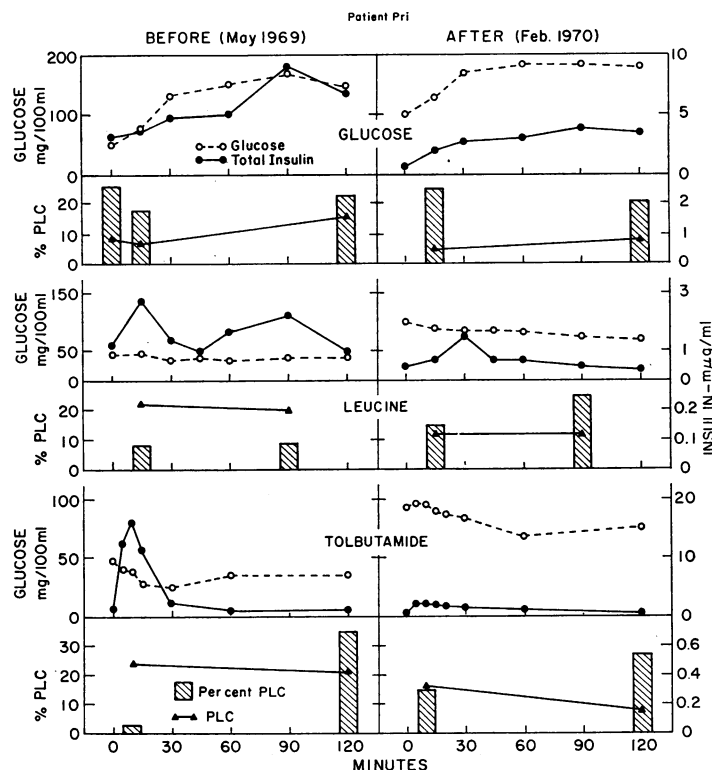 Patient Pri
BEFORE (May 1969)
AFTER (Feb. 1970)
200
100
0
GLUCOSE
mg/100ml
Glucose
Total Insulin
GLUCOSE
10
5
0
20
10
0
% PLC
2
1
0
150
50
0
GLUCOSE
mg/100ml
3
1
0
INSULIN-mμg/ml
20
0
% PLC
LEUCINE
0.2
0.1
0
100
50
0
GLUCOSE
mg/100ml
TOLBUTAMIDE
20
10
0
30
20
10
0
% PLC
Per cent PLC
PLC
0.6
0.4
0.2
0
0 30 60 90 120
0 30 60 90 120
MINUTES